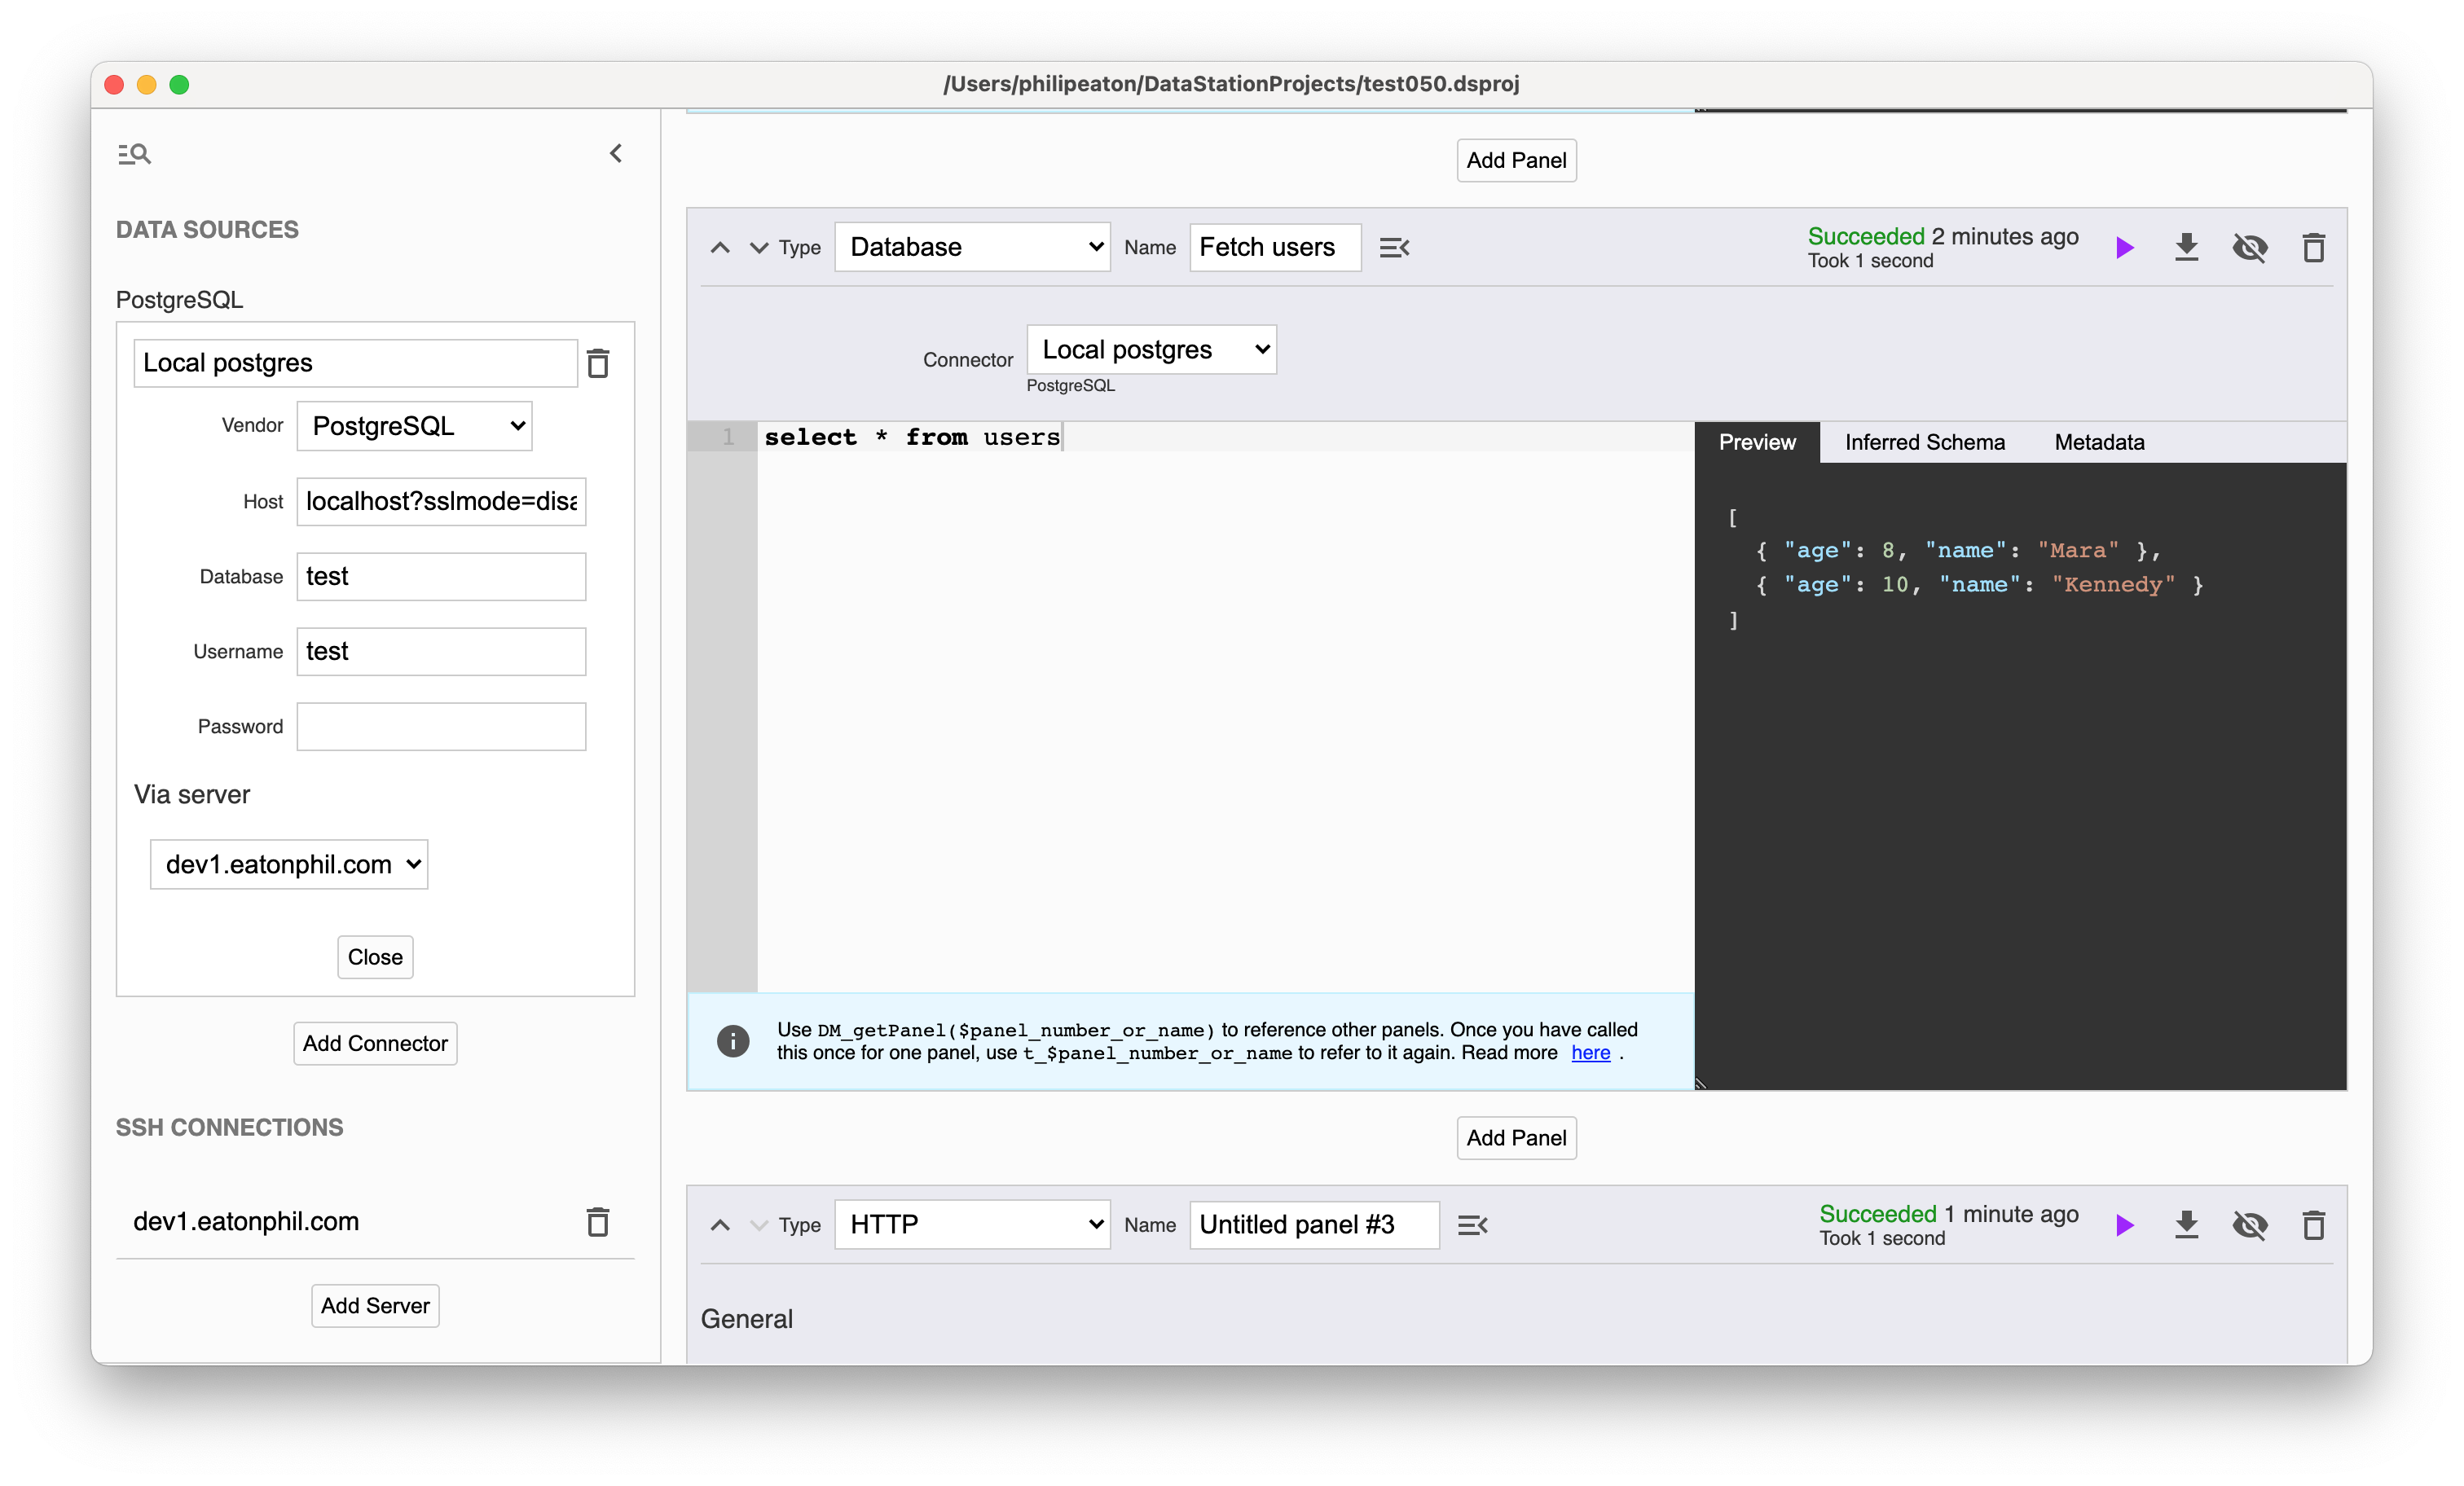 /Users/philipeaton/DataStationProjects/test050.dsproj
DATA SOURCES
PostgreSQL
Local postgres
Vendor PostgreSQL
Host localhost?sslmode=disa
Database test
Username test
Password
Via server
dev1.eatonphil.com
Close
Add Connector
SSH CONNECTIONS
dev1.eatonphil.com
Add Server
Add Panel
Type Database Name Fetch users Succeeded 2 minutes ago
Took 1 second
Connector Local postgres
PostgreSQL
1 select * from users
Preview Inferred Schema Metadata
[
{ "age": 8, "name": "Mara" },
{ "age": 10, "name": "Kennedy" }
]
Use DM_getPanel($panel_number_or_name) to reference other panels. Once you have called
this once for one panel, use t_$panel_number_or_name to refer to it again. Read more here .
Add Panel
Type HTTP Name Untitled panel #3 Succeeded 1 minute ago
Took 1 second
General